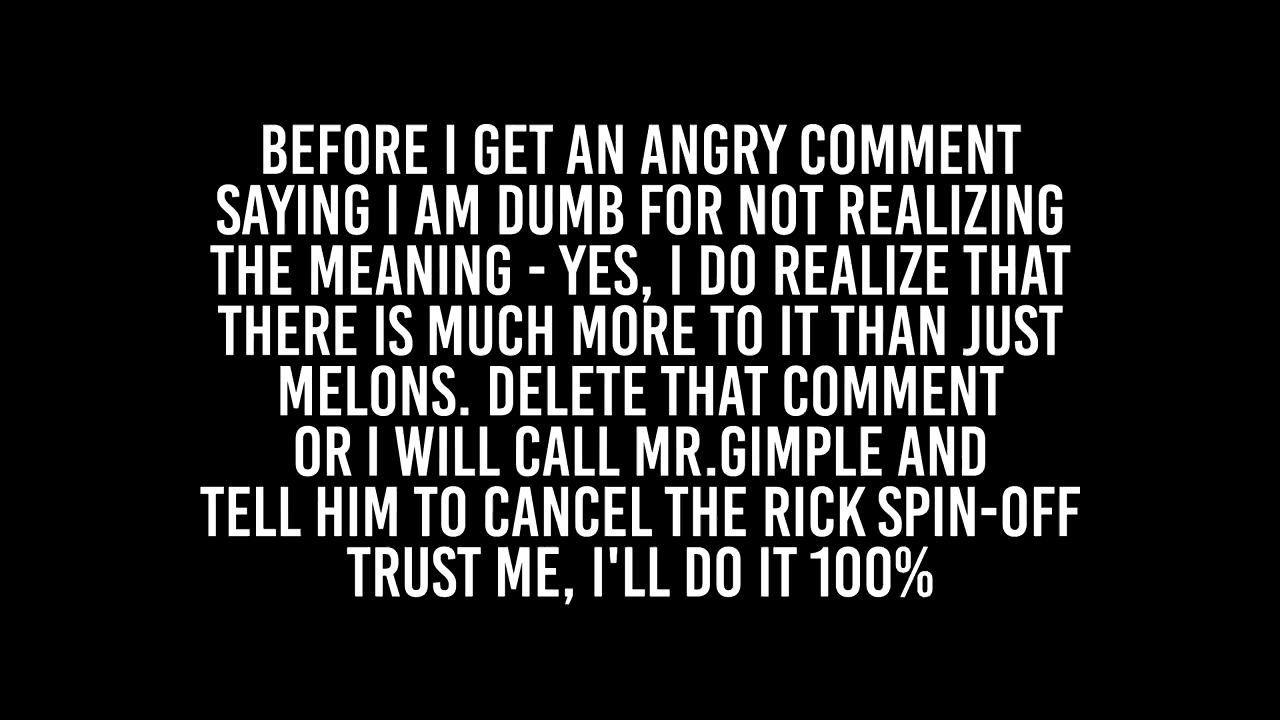 BEFORE I GET AN ANGRY COMMENT
SAYING I AM DUMB FOR NOT REALIZING
THE MEANING - YES, I DO REALIZE THAT
THERE IS MUCH MORE TO IT THAN JUST
MELONS. DELETE THAT COMMENT
OR I WILL CALL MR.GIMPLE AND
TELL HIM TO CANCEL THE RICK SPIN-OFF
TRUST ME, I'LL DO IT 100%